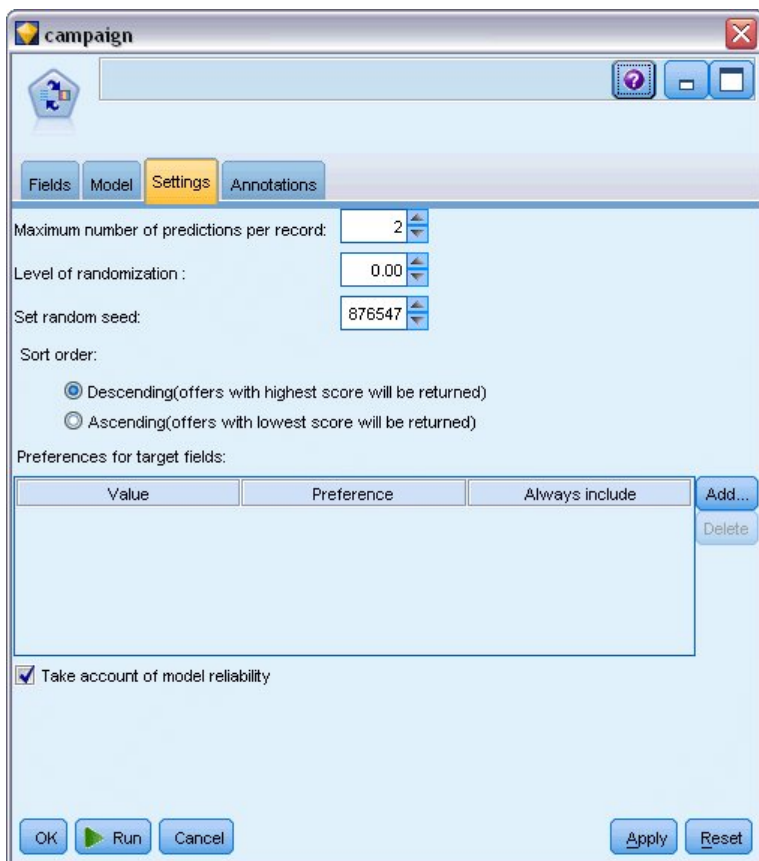 campaign
Fields Model Settings Annotations
Maximum number of predictions per record: 2
Level of randomization : 0.00
Set random seed: 876547
Sort order:
Descending(offers with highest score will be returned)
Ascending(offers with lowest score will be returned)
Preferences for target fields:
Value Preference Always include Add...
Delete
Take account of model reliability
OK Run Cancel Apply Reset